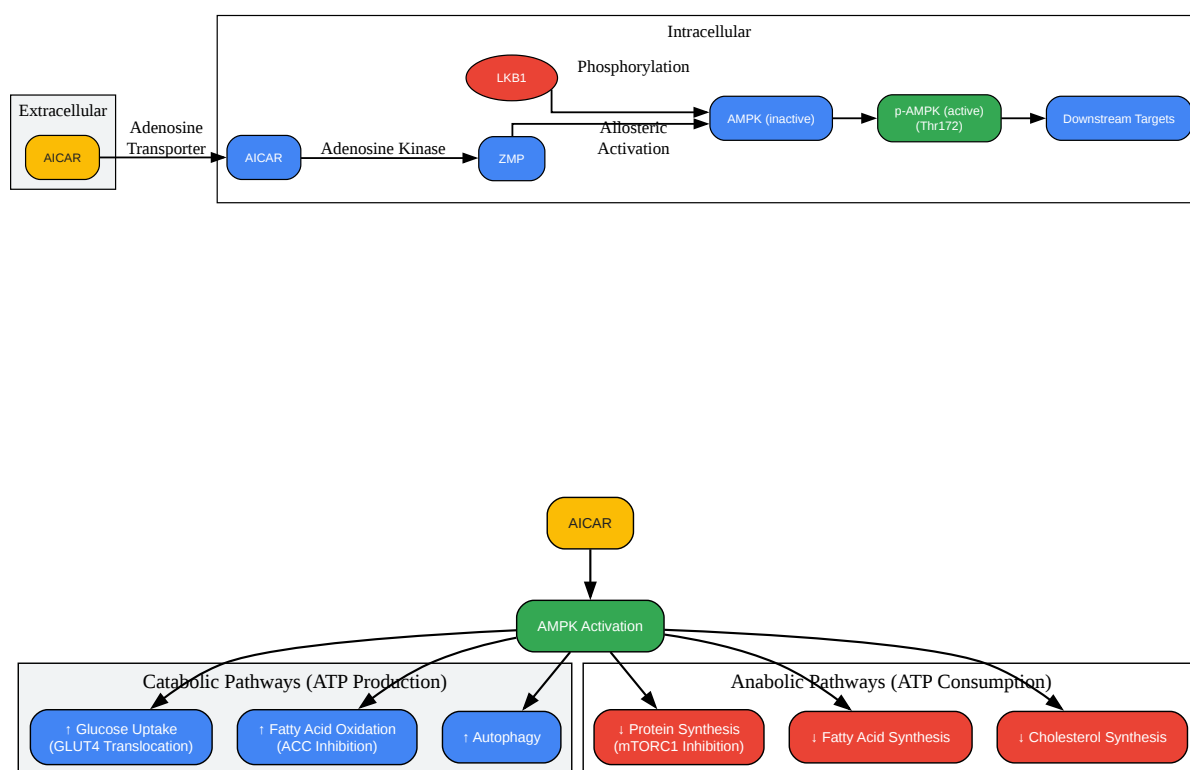 Intracellular
LKB1
Phosphorylation
Extracellular
AICAR
Adenosine
Transporter
AICAR
Adenosine Kinase
ZMP
Allosteric
Activation
AMPK (inactive)
p-AMPK (active)
(Thr172)
Downstream Targets
AICAR
AMPK Activation
Catabolic Pathways (ATP Production)
↑ Glucose Uptake
(GLUT4 Translocation)
↑ Fatty Acid Oxidation
(ACC Inhibition)
↑ Autophagy
Anabolic Pathways (ATP Consumption)
↓ Protein Synthesis
(mTORC1 Inhibition)
↓ Fatty Acid Synthesis
↓ Cholesterol Synthesis